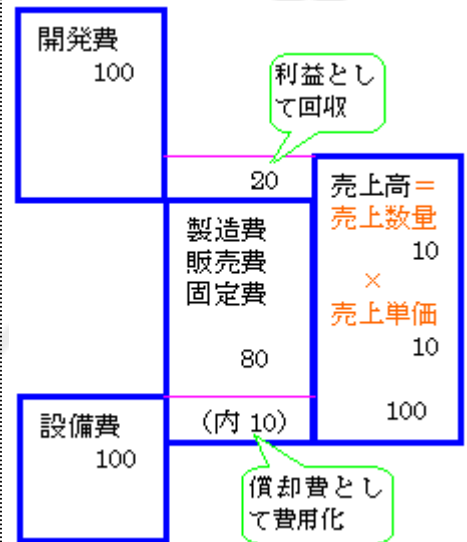 開発費
100
利益とし
て回収
20
売上高＝
売上数量
10
×
売上単価
10
100
製造費
販売費
固定費
80
（内 10）
設備費
100
償却費とし
て費用化